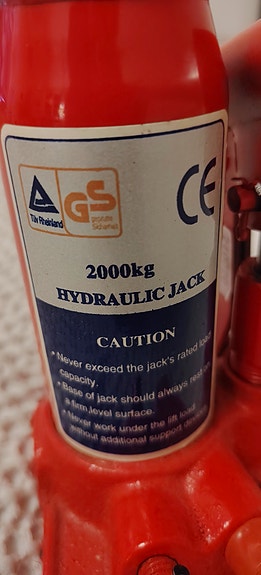 TÜV Rheinland
GS
geprüfte
Sicherheit
CE
2000kg
HYDRAULIC JACK
CAUTION
• Never exceed the jack's rated load
capacity.
• Base of jack should always rest on
a firm, level surface.
• Never work under the lift load
without additional support devices.